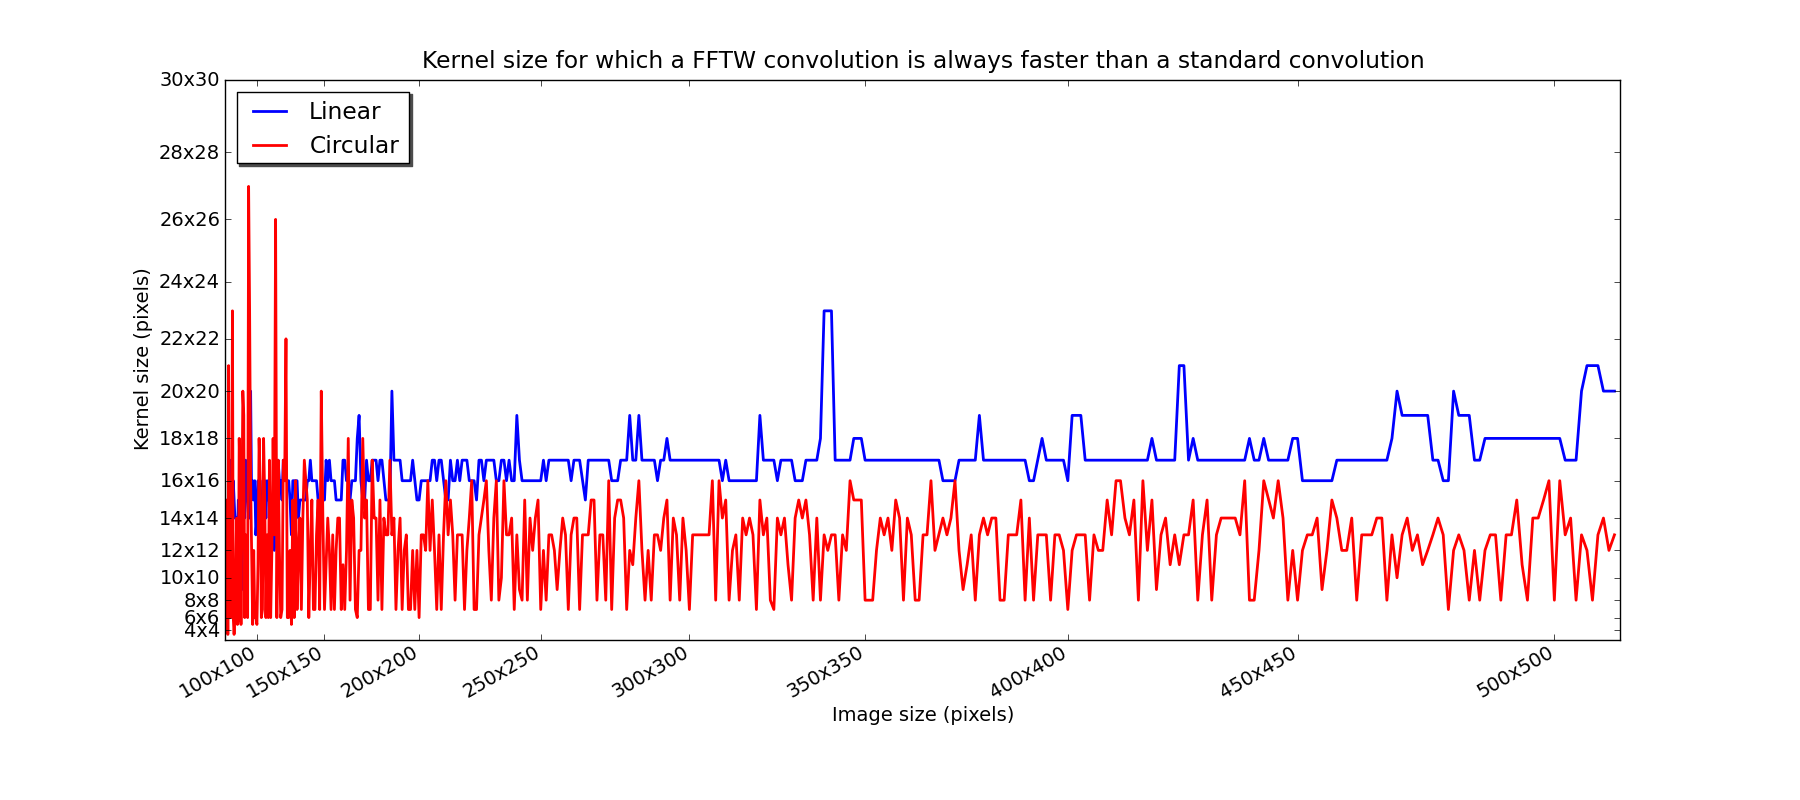 Kernel size for which a FFTW convolution is always faster than a standard convolution
30x30
28x28
26x26
24x24
22x22
20x20
18x18
16x16
14x14
12x12
10x10
8x8
6x6
4x4
Kernel size (pixels)
Linear
Circular
100x100
150x150
200x200
250x250
300x300
350x350
400x400
450x450
500x500
Image size (pixels)